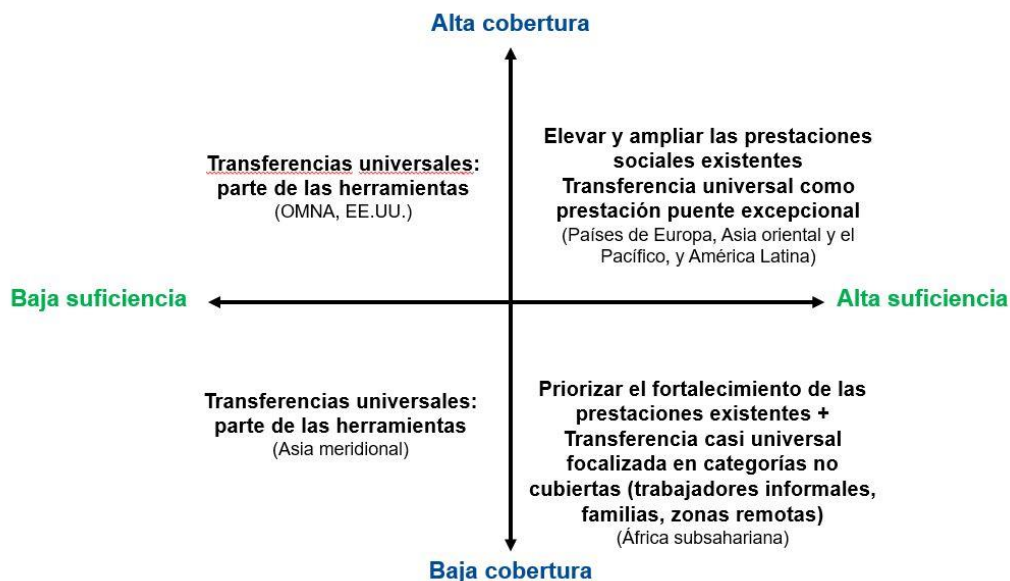 Alta cobertura
Transferencias universales:
parte de las herramientas
(OMNA, EE.UU.)
Elevar y ampliar las prestaciones
sociales existentes
Transferencia universal como
prestación puente excepcional
(Países de Europa, Asia oriental y el
Pacífico, y América Latina)
Baja suficiencia
Alta suficiencia
Transferencias universales:
parte de las herramientas
(Asia meridional)
Priorizar el fortalecimiento de las
prestaciones existentes +
Transferencia casi universal
focalizada en categorías no
cubiertas (trabajadores informales,
familias, zonas remotas)
(África subsahariana)
Baja cobertura